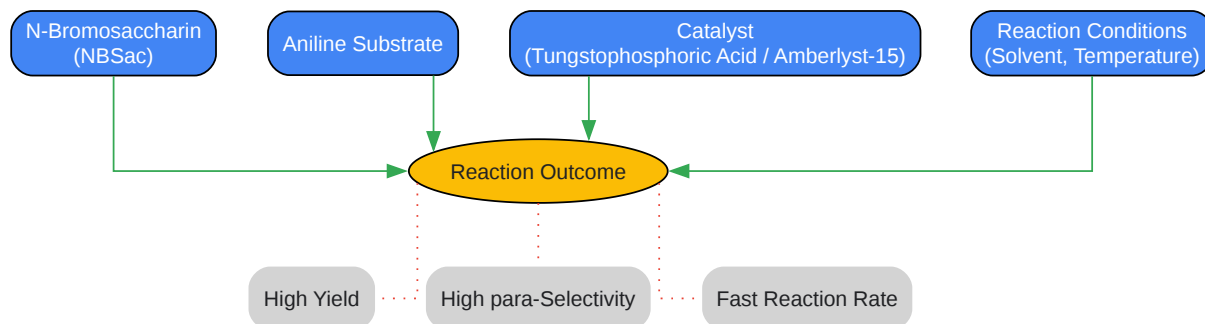 N-Bromosaccharin
(NBSac)
Aniline Substrate
Catalyst
(Tungstophosphoric Acid / Amberlyst-15)
Reaction Conditions
(Solvent, Temperature)
Reaction Outcome
High Yield
High para-Selectivity
Fast Reaction Rate